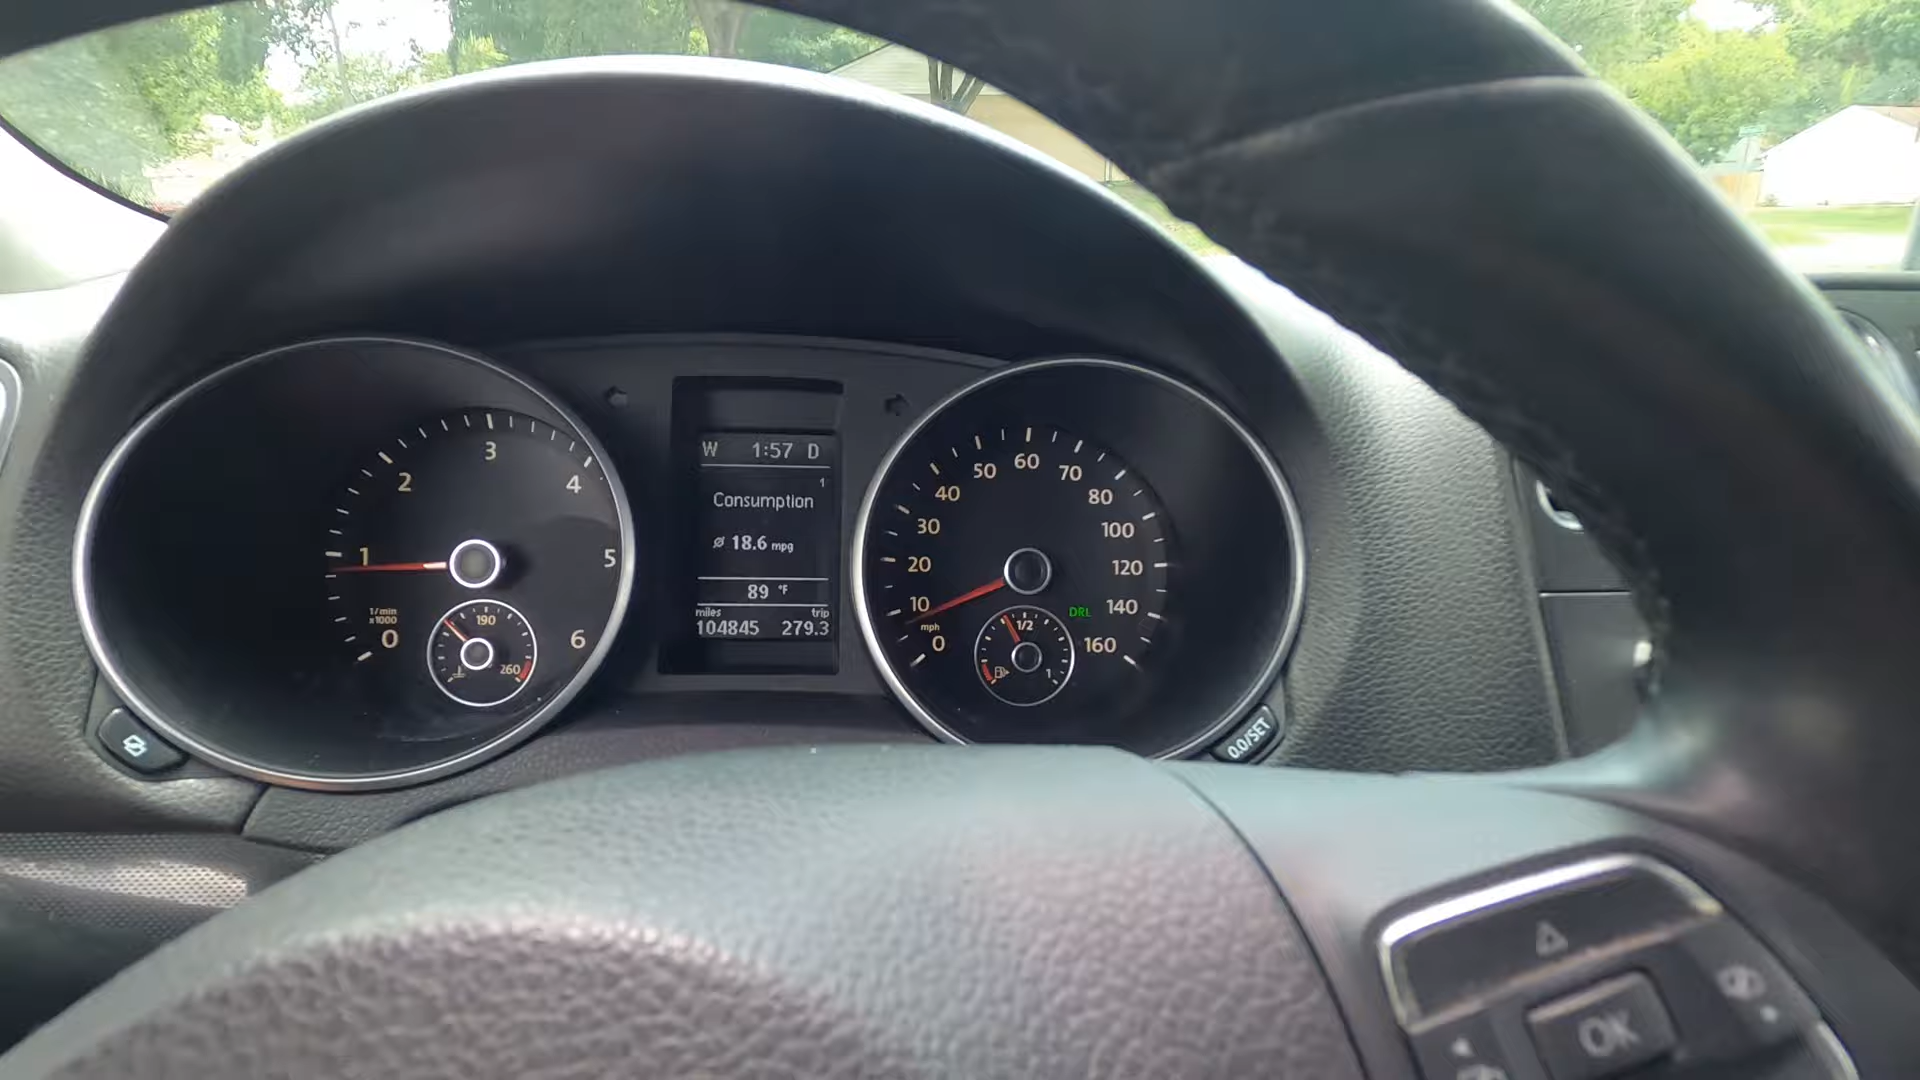 W 1:57 D
1
Consumption
Ø 18.6 mpg
89 °F
miles trip
104845 279.3
0 1 2 3 4 5 6
1/min
x1000
190
260
0 10 20 30 40 50 60 70 80 100 120 140 160
mph
DRL
1/2
1
0.0/SET
OK